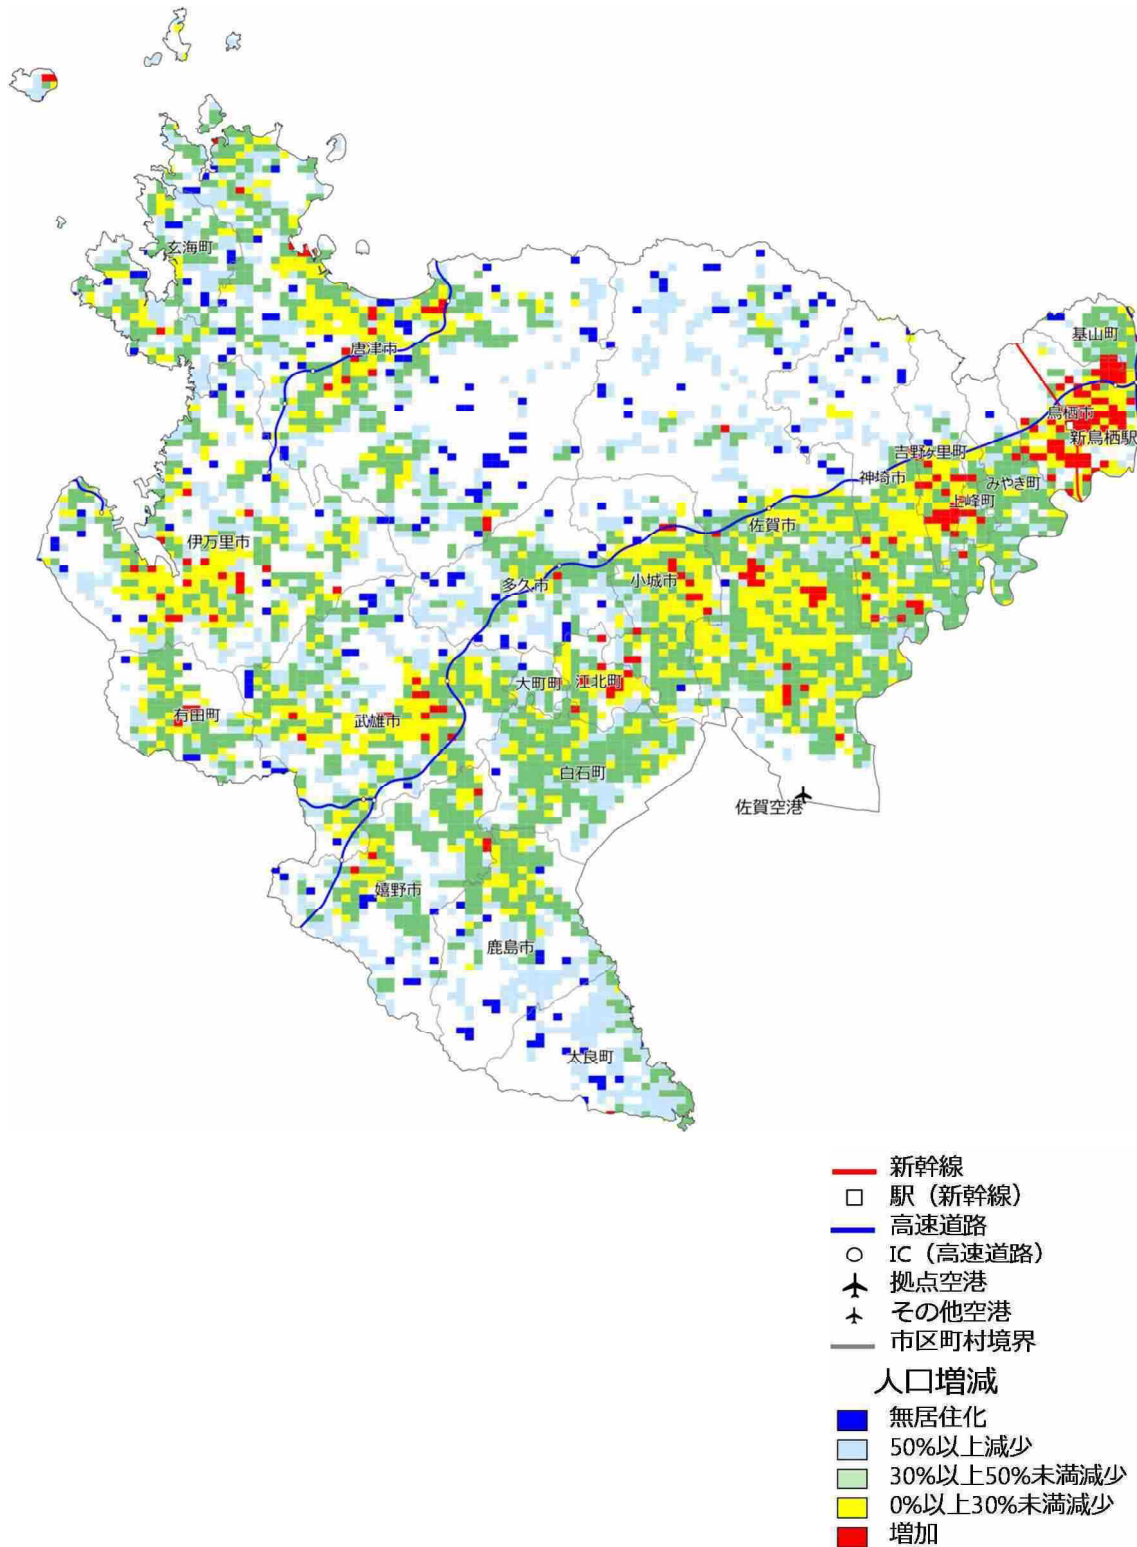 玄海町
基山町
唐津市
鳥栖市
新鳥栖駅
吉野ヶ里町
神埼市
みやき町
上峰町
佐賀市
伊万里市
多久市
小城市
大町町
江北町
有田町
武雄市
白石町
佐賀空港
嬉野市
鹿島市
太良町
新幹線
駅（新幹線）
高速道路
IC（高速道路）
拠点空港
その他空港
市区町村境界
人口増減
無居住化
50%以上減少
30%以上50%未満減少
0%以上30%未満減少
増加